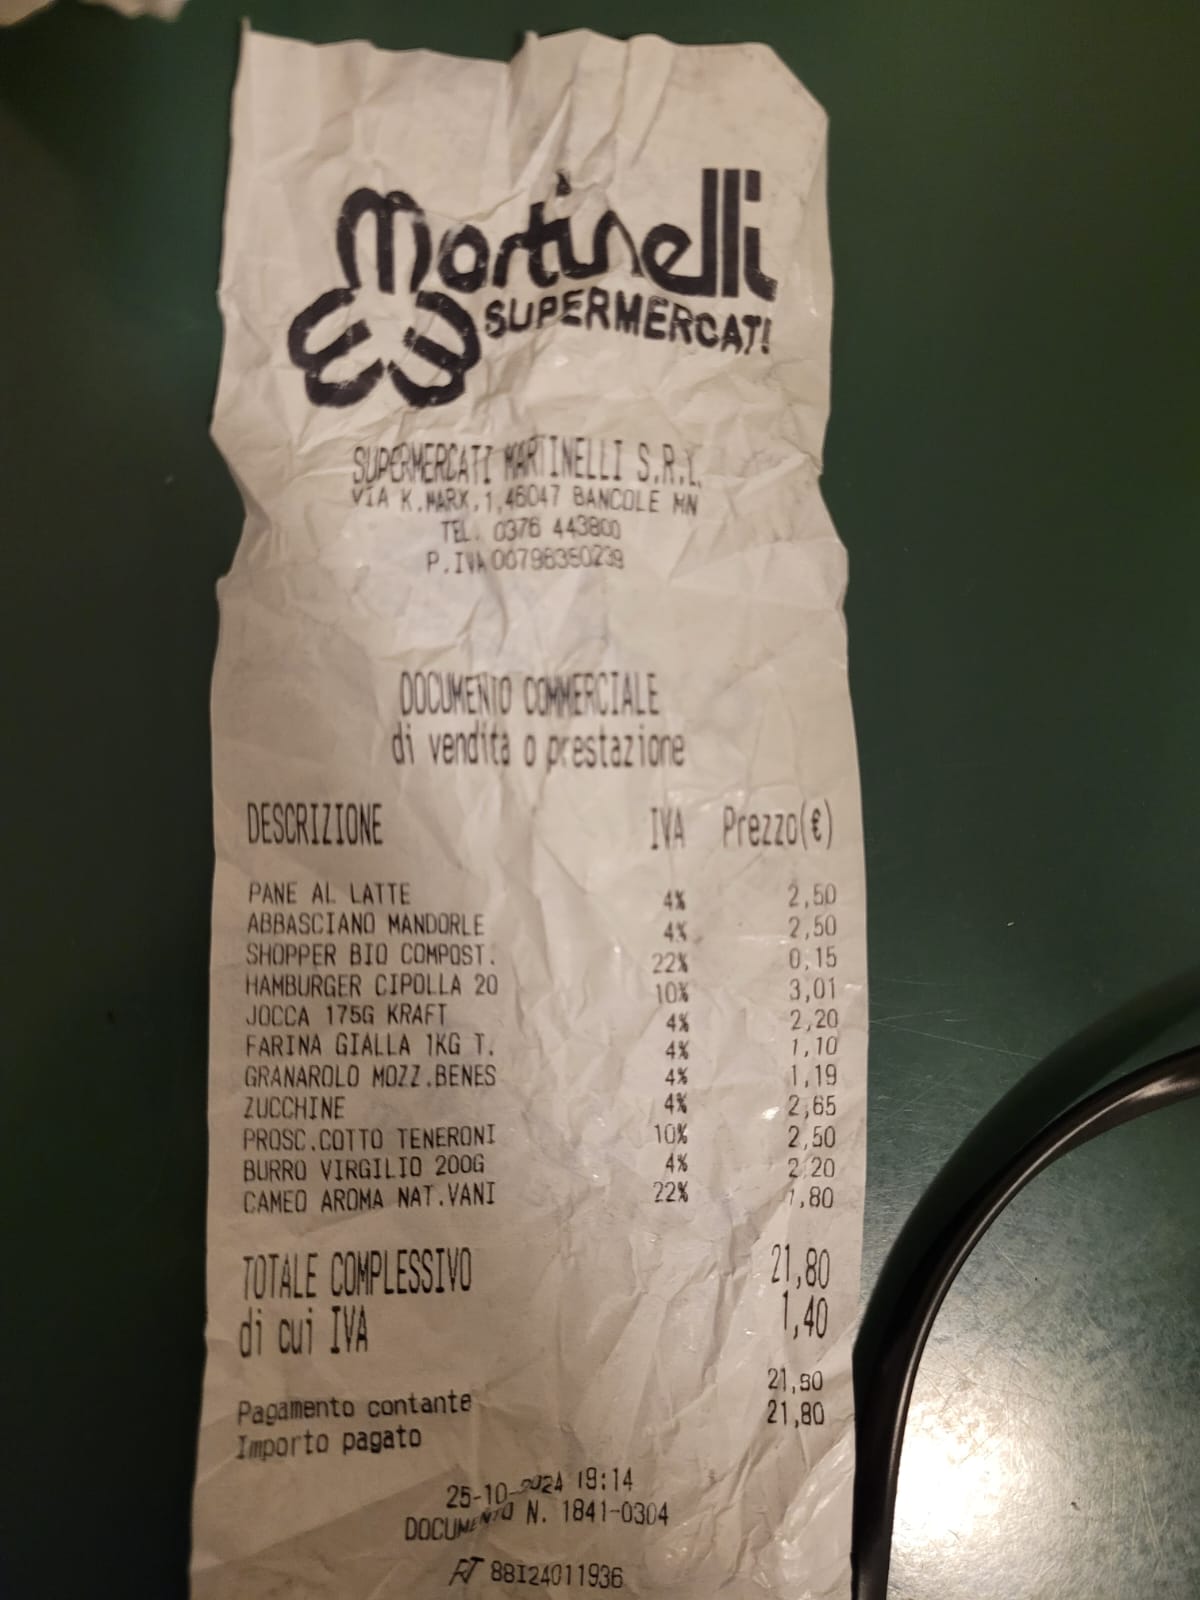 Martinelli
SUPERMERCATI
SUPERMERCATI MARTINELLI S.R.L.
VIA K.MARX,1,46047 BANCOLE MN
TEL. 0376 443800
P.IVA 00798350239
DOCUMENTO COMMERCIALE
di vendita o prestazione
DESCRIZIONE IVA Prezzo(€)
PANE AL LATTE 4% 2,50
ABBASCIANO MANDORLE 4% 2,50
SHOPPER BIO COMPOST. 22% 0,15
HAMBURGER CIPOLLA 20 10% 3,01
JOCCA 175G KRAFT 4% 2,20
FARINA GIALLA 1KG T. 4% 1,10
GRANAROLO MOZZ.BENES 4% 1,19
ZUCCHINE 4% 2,65
PROSC.COTTO TENERONI 10% 2,50
BURRO VIRGILIO 200G 4% 2,20
CAMEO AROMA NAT.VANI 22% 1,80
TOTALE COMPLESSIVO 21,80
di cui IVA 1,40
Pagamento contante 21,80
Importo pagato 21,80
25-10-2024 19:14
DOCUMENTO N. 1841-0304
RT 88I24011936